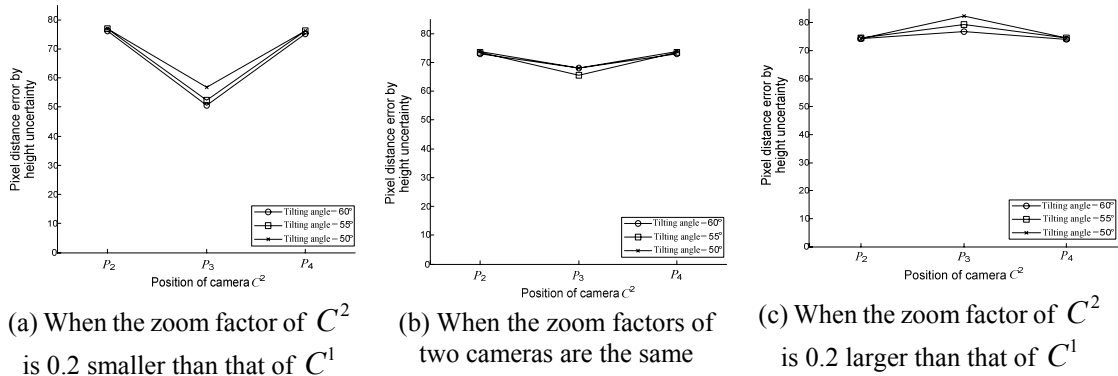 80
70
60
50
40
30
20
10
0
Pixel distance error by
height uncertainty
Tilting angle=60°
Tilting angle=55°
Tilting angle=50°
P2 P3 P4
Position of camera C²
(a) When the zoom factor of C²
is 0.2 smaller than that of C¹
80
70
60
50
40
30
20
10
0
Pixel distance error by
height uncertainty
Tilting angle=60°
Tilting angle=55°
Tilting angle=50°
P2 P3 P4
Position of camera C²
(b) When the zoom factors of
two cameras are the same
80
70
60
50
40
30
20
10
0
Pixel distance error by
height uncertainty
Tilting angle=60°
Tilting angle=55°
Tilting angle=50°
P2 P3 P4
Position of camera C²
(c) When the zoom factor of C²
is 0.2 larger than that of C¹